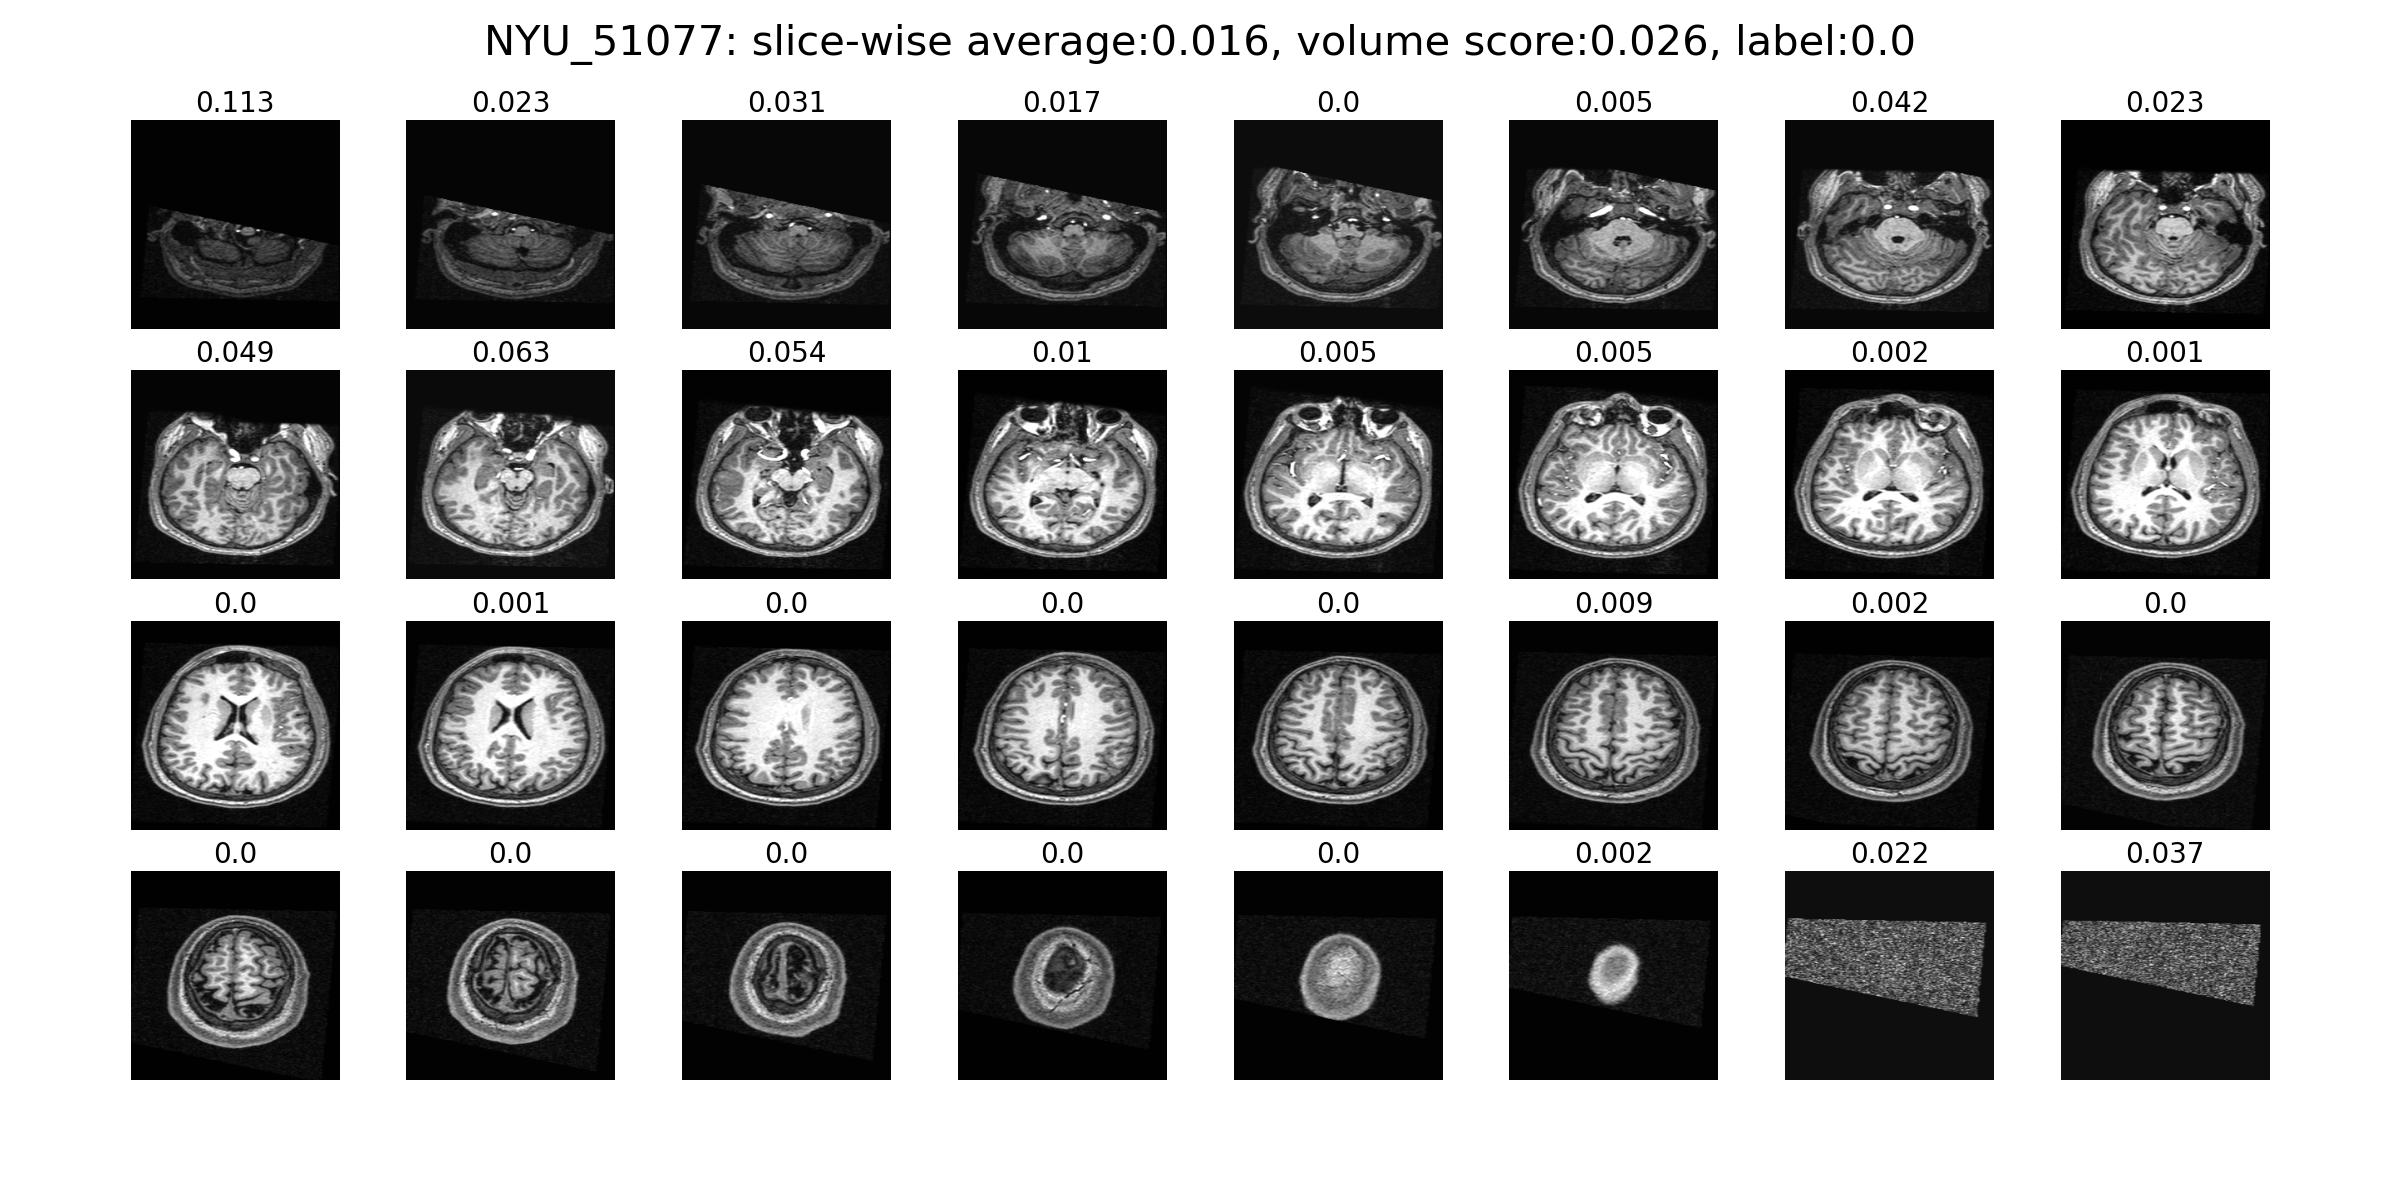 NYU_51077: slice-wise average:0.016, volume score:0.026, label:0.0
0.113 0.023 0.031 0.017 0.0 0.005 0.042 0.023
0.049 0.063 0.054 0.01 0.005 0.005 0.002 0.001
0.0 0.001 0.0 0.0 0.0 0.009 0.002 0.0
0.0 0.0 0.0 0.0 0.0 0.002 0.022 0.037